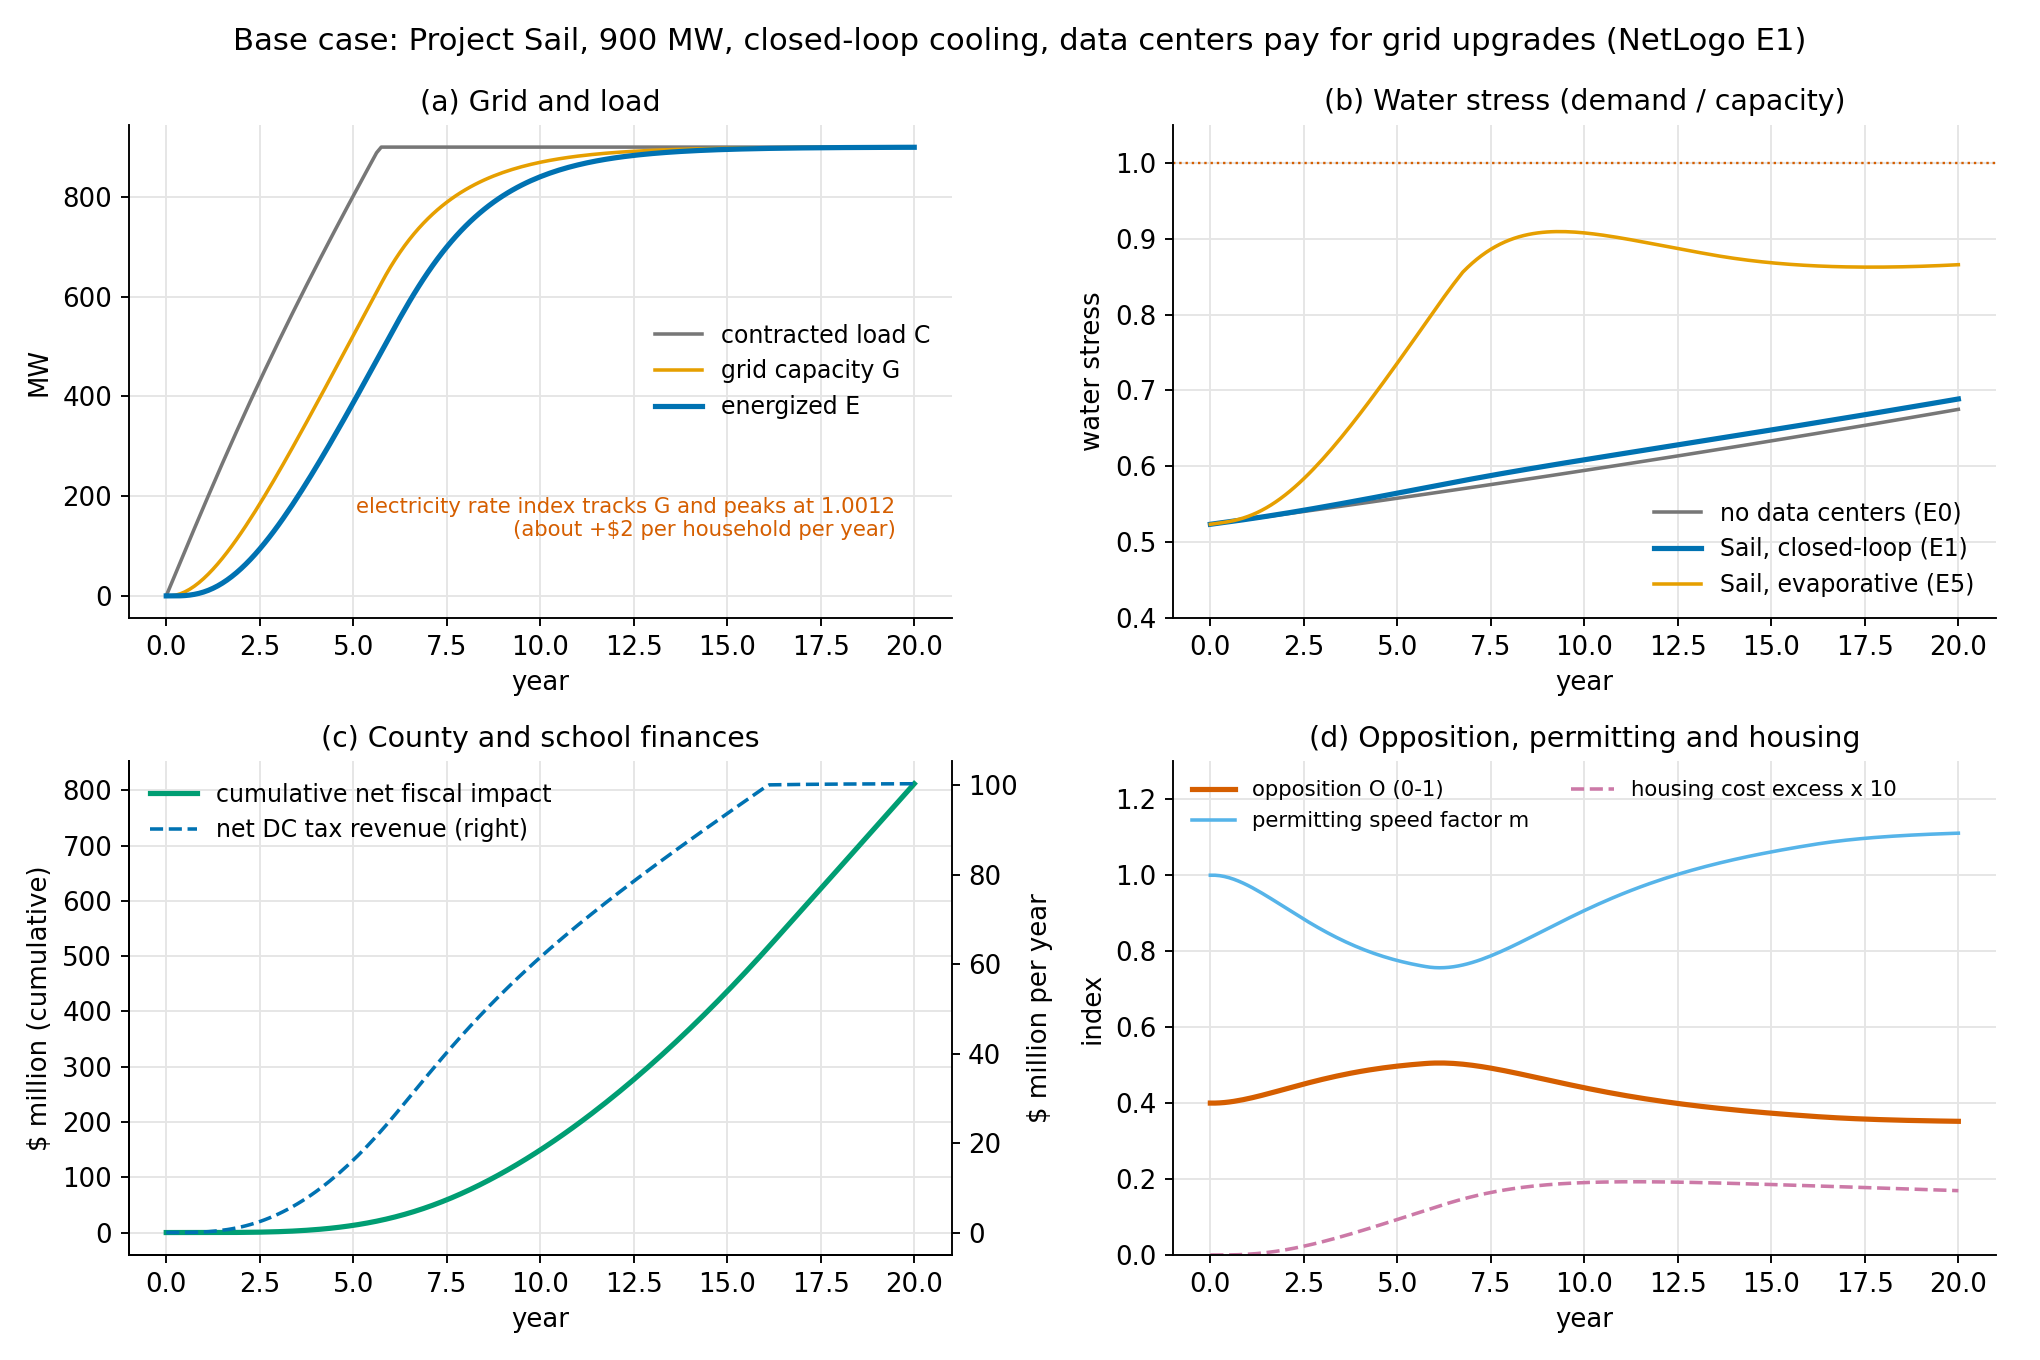 Base case: Project Sail, 900 MW, closed-loop cooling, data centers pay for grid upgrades (NetLogo E1)
(a) Grid and load
MW
800
600
400
200
0
contracted load C
grid capacity G
energized E
electricity rate index tracks G and peaks at 1.0012
(about +$2 per household per year)
0.0 2.5 5.0 7.5 10.0 12.5 15.0 17.5 20.0
year
(b) Water stress (demand / capacity)
water stress
1.0
0.9
0.8
0.7
0.6
0.5
0.4
no data centers (E0)
Sail, closed-loop (E1)
Sail, evaporative (E5)
0.0 2.5 5.0 7.5 10.0 12.5 15.0 17.5 20.0
year
(c) County and school finances
$ million (cumulative)
800
700
600
500
400
300
200
100
0
cumulative net fiscal impact
net DC tax revenue (right)
100
80
60
40
20
0
$ million per year
0.0 2.5 5.0 7.5 10.0 12.5 15.0 17.5 20.0
year
(d) Opposition, permitting and housing
index
1.2
1.0
0.8
0.6
0.4
0.2
0.0
opposition O (0-1)
permitting speed factor m
housing cost excess x 10
0.0 2.5 5.0 7.5 10.0 12.5 15.0 17.5 20.0
year